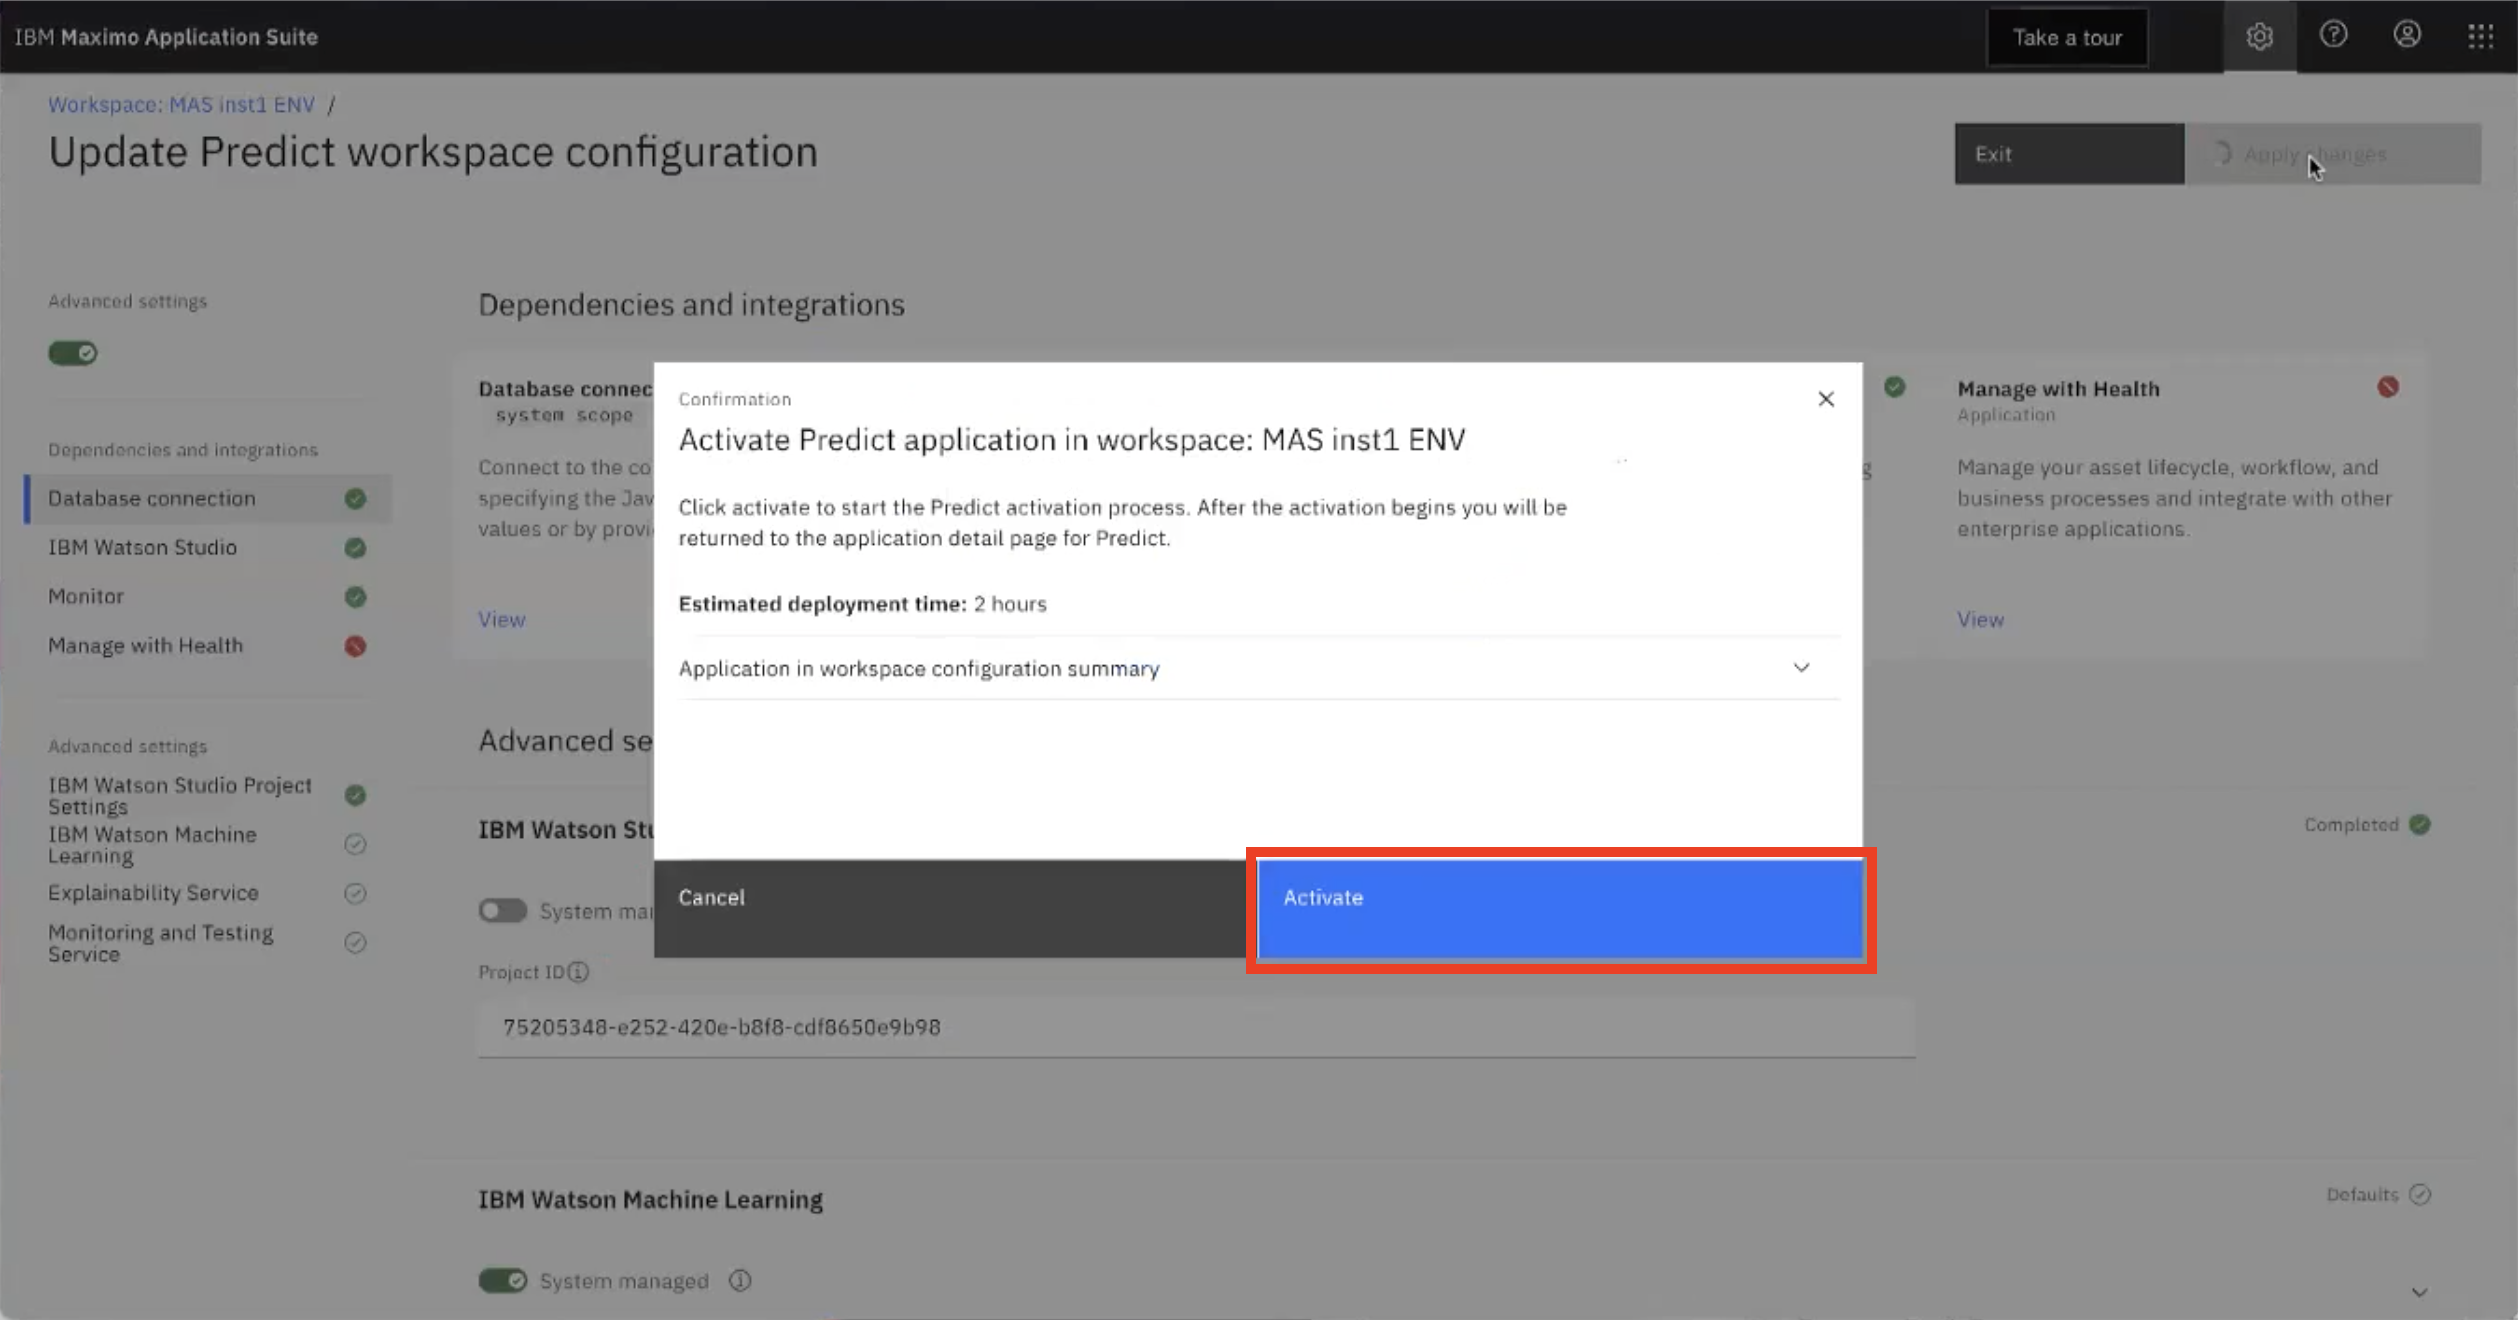 IBM Maximo Application Suite
Take a tour
Workspace: MAS inst1 ENV /
Update Predict workspace configuration
Exit
Apply changes
Advanced settings
Dependencies and integrations
Database connection
IBM Watson Studio
Monitor
Manage with Health
Advanced settings
IBM Watson Studio Project
Settings
IBM Watson Machine
Learning
Explainability Service
Monitoring and Testing
Service
Dependencies and integrations
Database connec
system scope
Connect to the co
specifying the Jav
values or by provi
View
g
Manage with Health
Application
Manage your asset lifecycle, workflow, and
business processes and integrate with other
enterprise applications.
View
Confirmation
Activate Predict application in workspace: MAS inst1 ENV
Click activate to start the Predict activation process. After the activation begins you will be
returned to the application detail page for Predict.
Estimated deployment time: 2 hours
Application in workspace configuration summary
Cancel
Activate
Advanced se
IBM Watson Stu
Completed
System ma
Project ID
75205348-e252-420e-b8f8-cdf8650e9b98
IBM Watson Machine Learning
Defaults
System managed